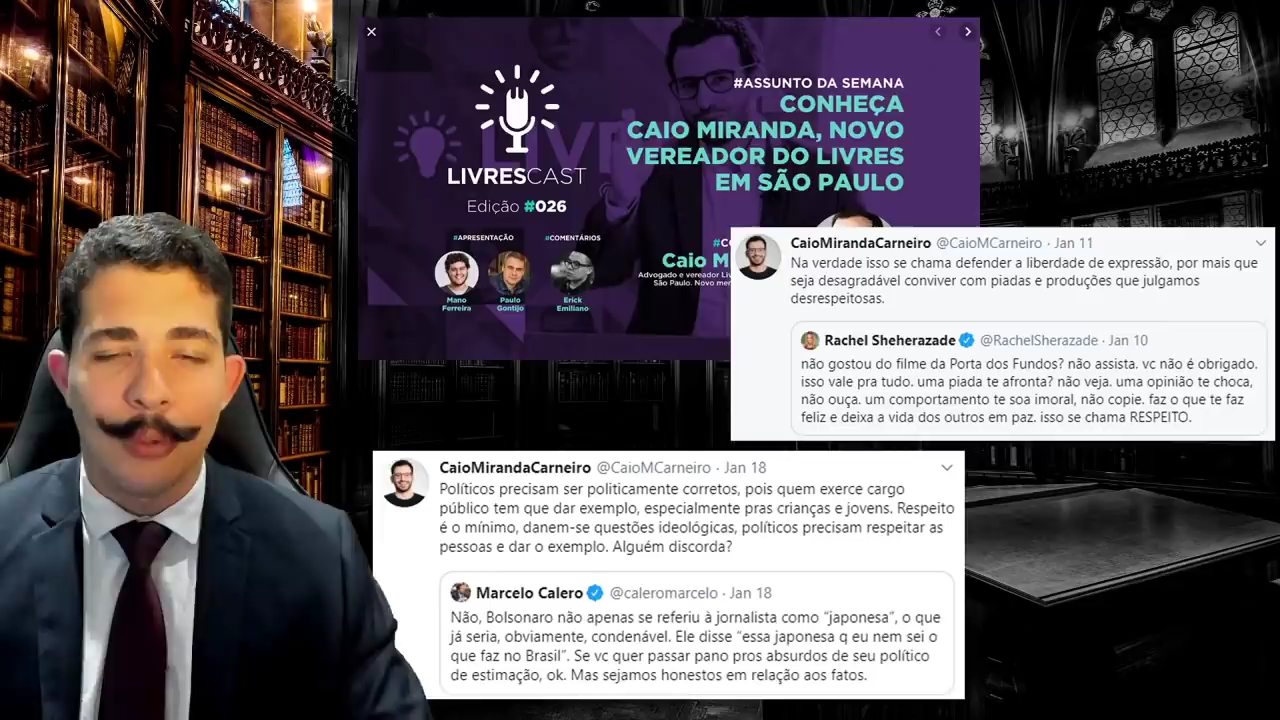 #ASSUNTO DA SEMANA
CONHEÇA
CAIO MIRANDA, NOVO
VEREADOR DO LIVRES
EM SÃO PAULO
LIVRESCAST
Edição #026
#APRESENTAÇÃO
#COMENTÁRIOS
Mano
Ferreira
Paulo
Gontijo
Erick
Emiliano
Caio M
Advogado e vereador
São Paulo. Novo
CaioMirandaCarneiro @CaioMCarneiro · Jan 11
Na verdade isso se chama defender a liberdade de expressão, por mais que
seja desagradável conviver com piadas e produções que julgamos
desrespeitosas.
Rachel Sheherazade @RachelSherazade · Jan 10
não gostou do filme da Porta dos Fundos? não assista. vc não é obrigado.
isso vale pra tudo. uma piada te afronta? não veja. uma opinião te choca,
não ouça. um comportamento te soa imoral, não copie. faz o que te faz
feliz e deixa a vida dos outros em paz. isso se chama RESPEITO.
CaioMirandaCarneiro @CaioMCarneiro · Jan 18
Políticos precisam ser politicamente corretos, pois quem exerce cargo
público tem que dar exemplo, especialmente pras crianças e jovens. Respeito
é o mínimo, danem-se questões ideológicas, políticos precisam respeitar as
pessoas e dar o exemplo. Alguém discorda?
Marcelo Calero @caleromarcelo · Jan 18
Não, Bolsonaro não apenas se referiu à jornalista como “japonesa”, o que
já seria, obviamente, condenável. Ele disse “essa japonesa q eu nem sei o
que faz no Brasil”. Se vc quer passar pano pros absurdos de seu político
de estimação, ok. Mas sejamos honestos em relação aos fatos.